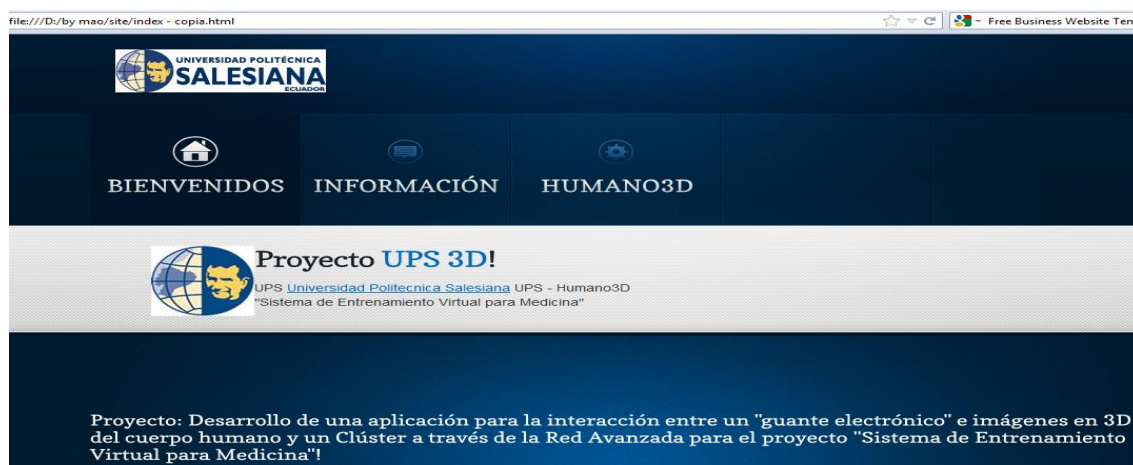 file:///D:/by mao/site/index - copia.html
Free Business Website Tem
UNIVERSIDAD POLITÉCNICA
SALESIANA
ECUADOR
BIENVENIDOS
INFORMACIÓN
HUMANO3D
Proyecto UPS 3D!
UPS Universidad Politecnica Salesiana UPS - Humano3D
"Sistema de Entrenamiento Virtual para Medicina"
Proyecto: Desarrollo de una aplicación para la interacción entre un "guante electrónico" e imágenes en 3D
del cuerpo humano y un Clúster a través de la Red Avanzada para el proyecto "Sistema de Entrenamiento
Virtual para Medicina"!